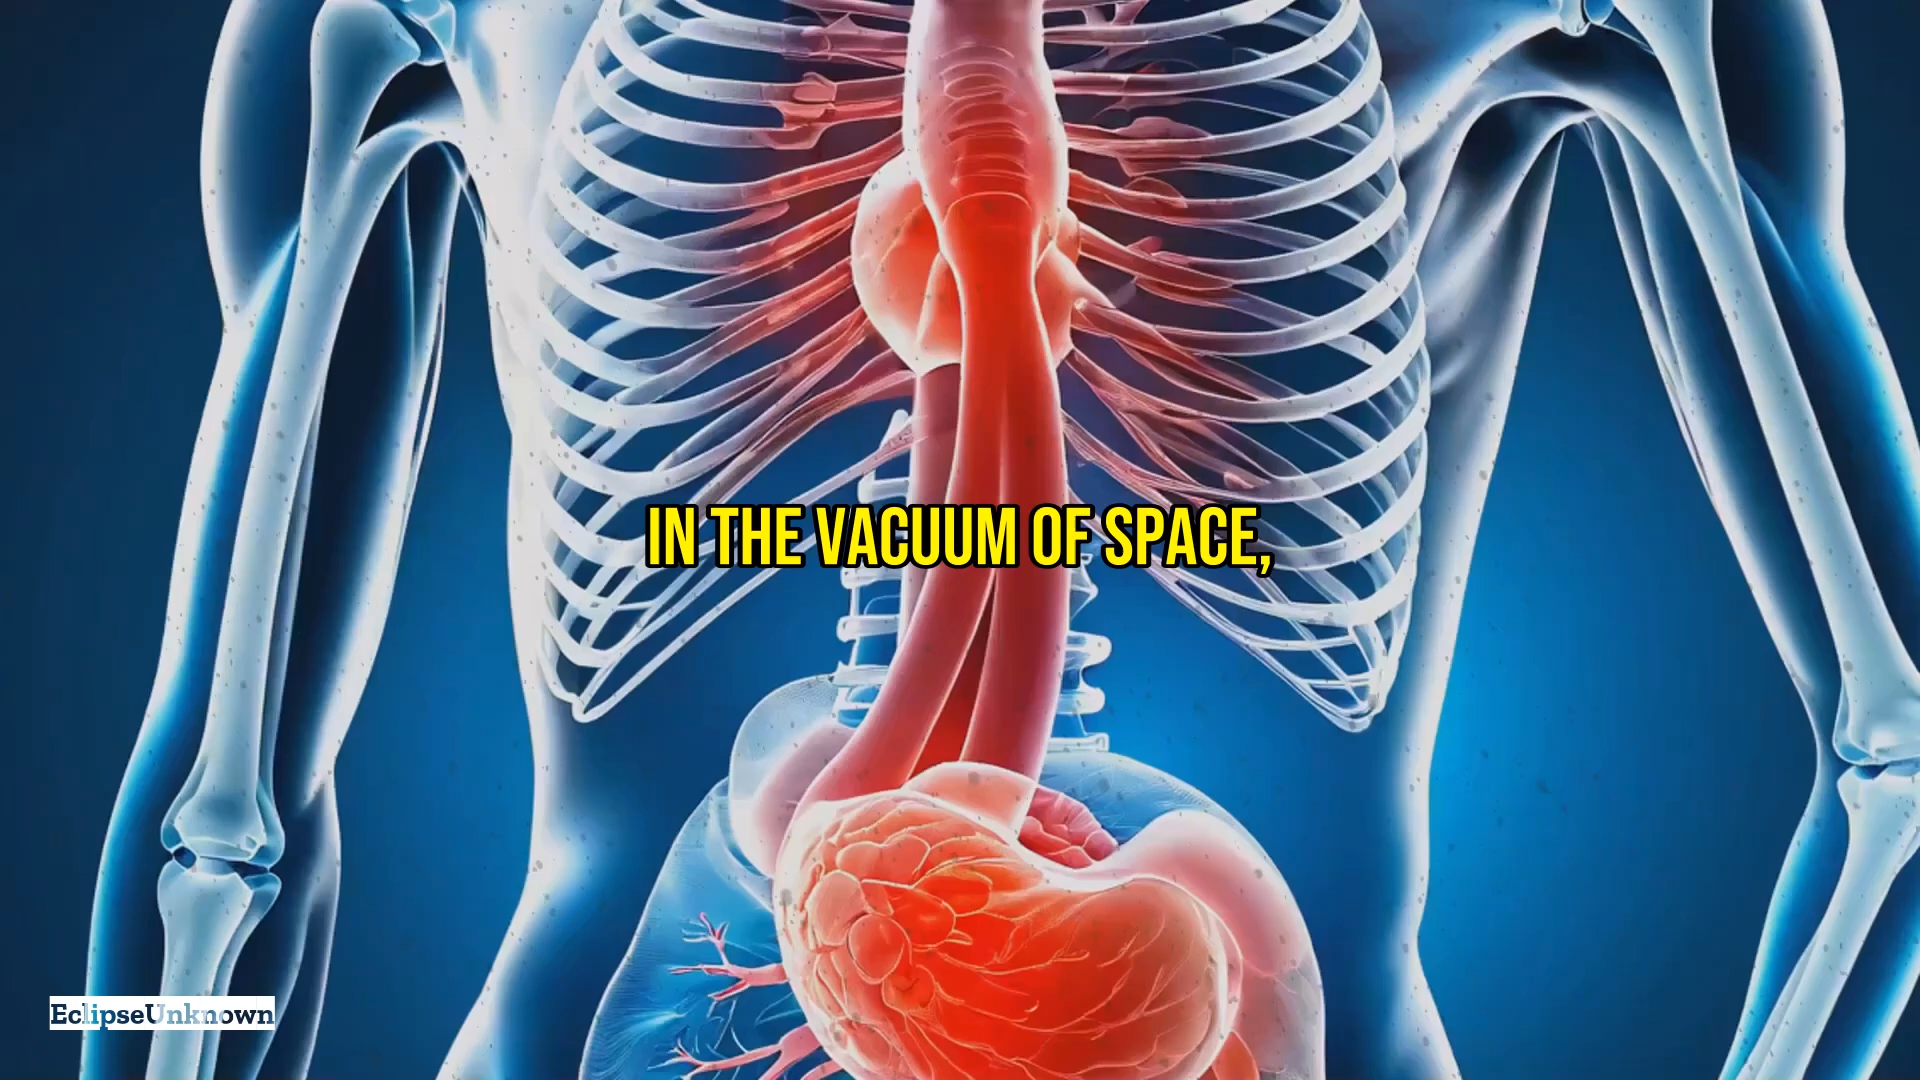 IN THE VACUUM OF SPACE,
EclipseUnknown